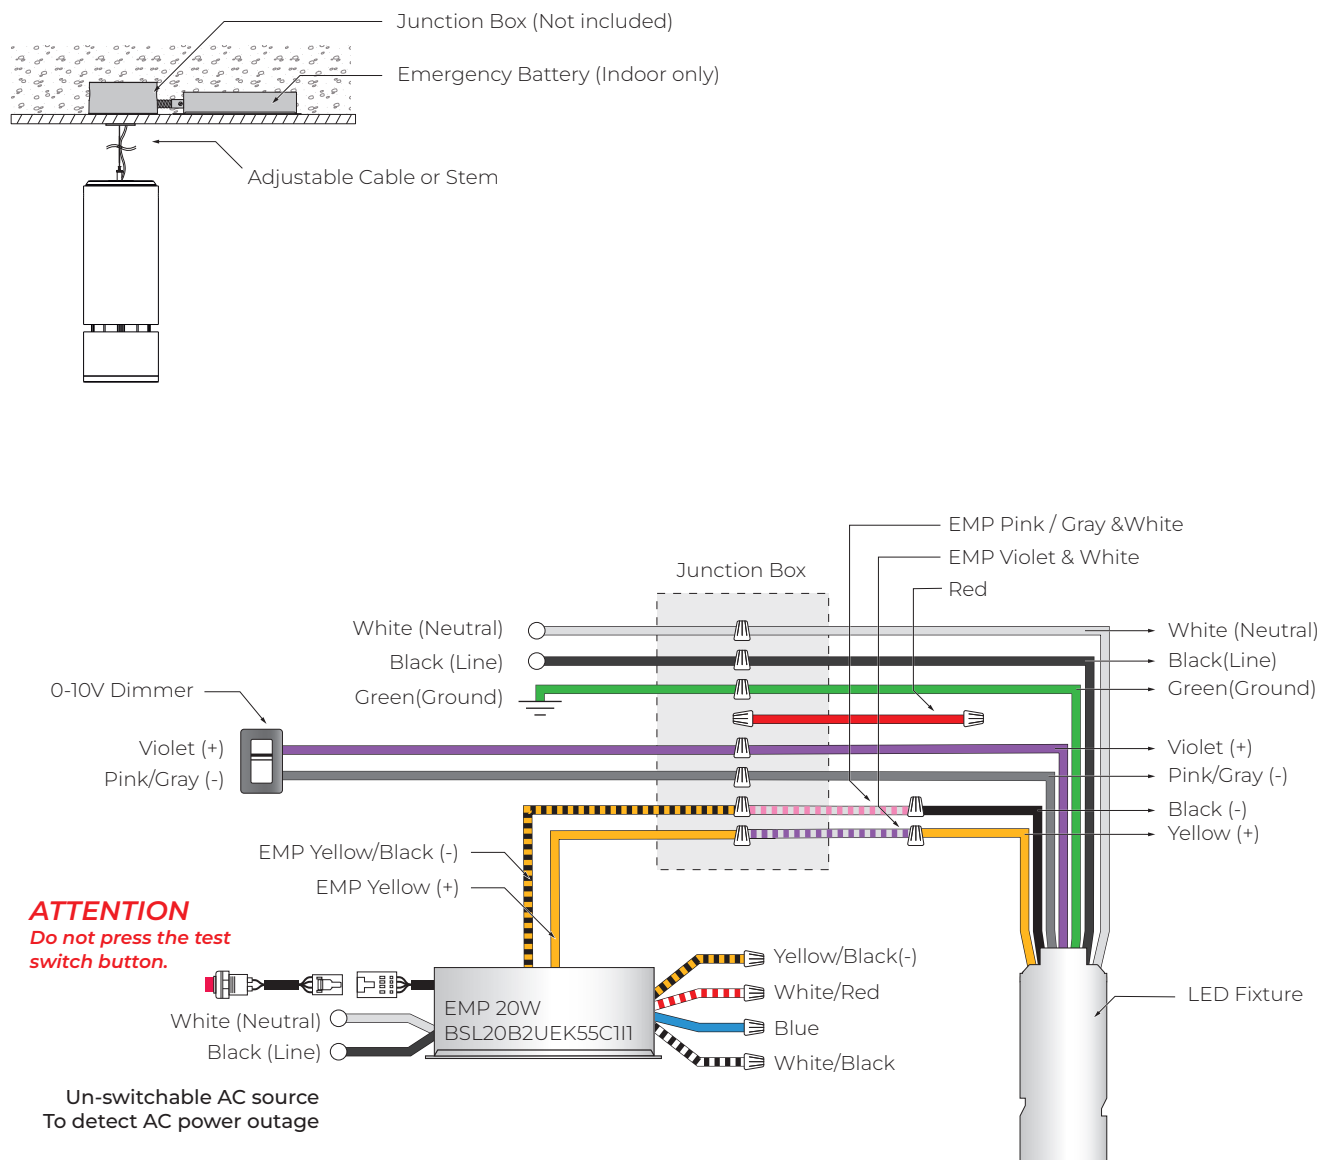 Junction Box (Not included)
Emergency Battery (Indoor only)
Adjustable Cable or Stem
EMP Pink / Gray &White
EMP Violet & White
Red
Junction Box
White (Neutral)
Black (Line)
Green(Ground)
White (Neutral)
Black(Line)
Green(Ground)
0-10V Dimmer
Violet (+)
Pink/Gray (-)
Violet (+)
Pink/Gray (-)
Black (-)
Yellow (+)
EMP Yellow/Black (-)
EMP Yellow (+)
ATTENTION
Do not press the test
switch button.
Yellow/Black(-)
White/Red
Blue
White/Black
EMP 20W
BSL20B2UEK55C1I1
White (Neutral)
Black (Line)
LED Fixture
Un-switchable AC source
To detect AC power outage